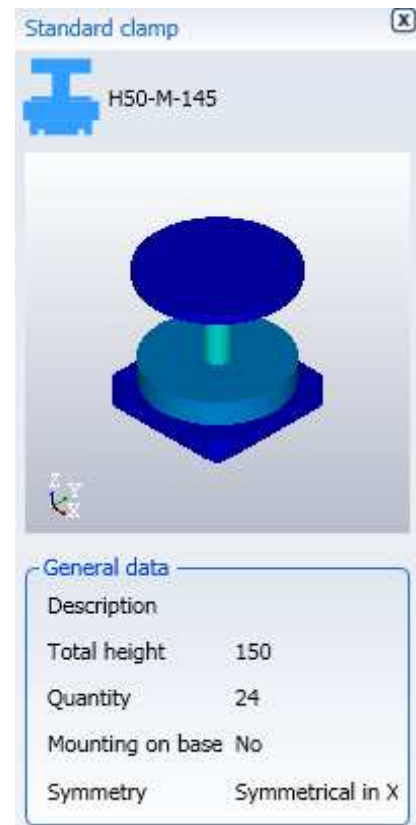 Standard clamp
X
H50-M-145
Z
Y
X
General data
Description
Total height 150
Quantity 24
Mounting on base No
Symmetry Symmetrical in X